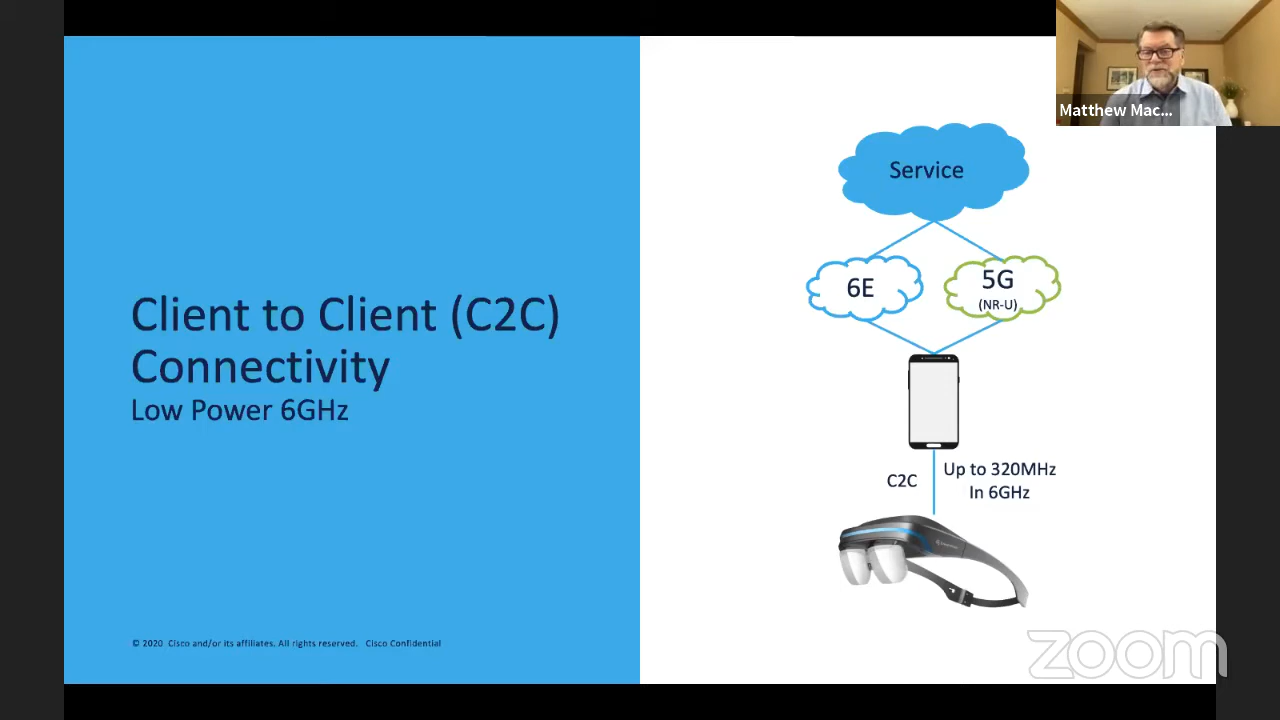 Matthew Mac...
Service
6E
5G
(NR-U)
Client to Client (C2C)
Connectivity
Low Power 6GHz
C2C
Up to 320MHz
In 6GHz
© 2020 Cisco and/or its affiliates. All rights reserved. Cisco Confidential
zoom